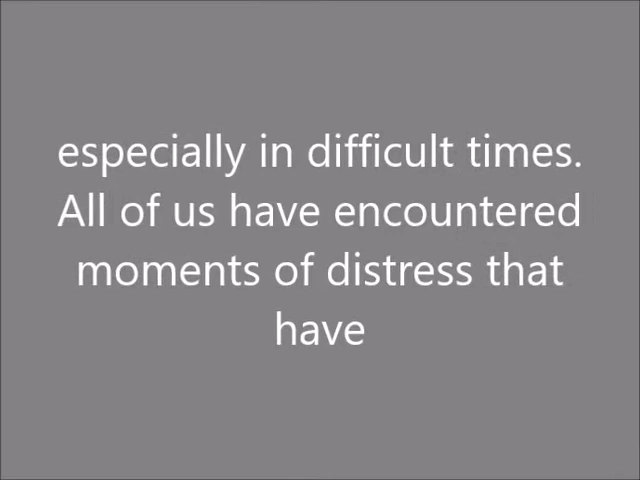 especially in difficult times.
All of us have encountered
moments of distress that
have